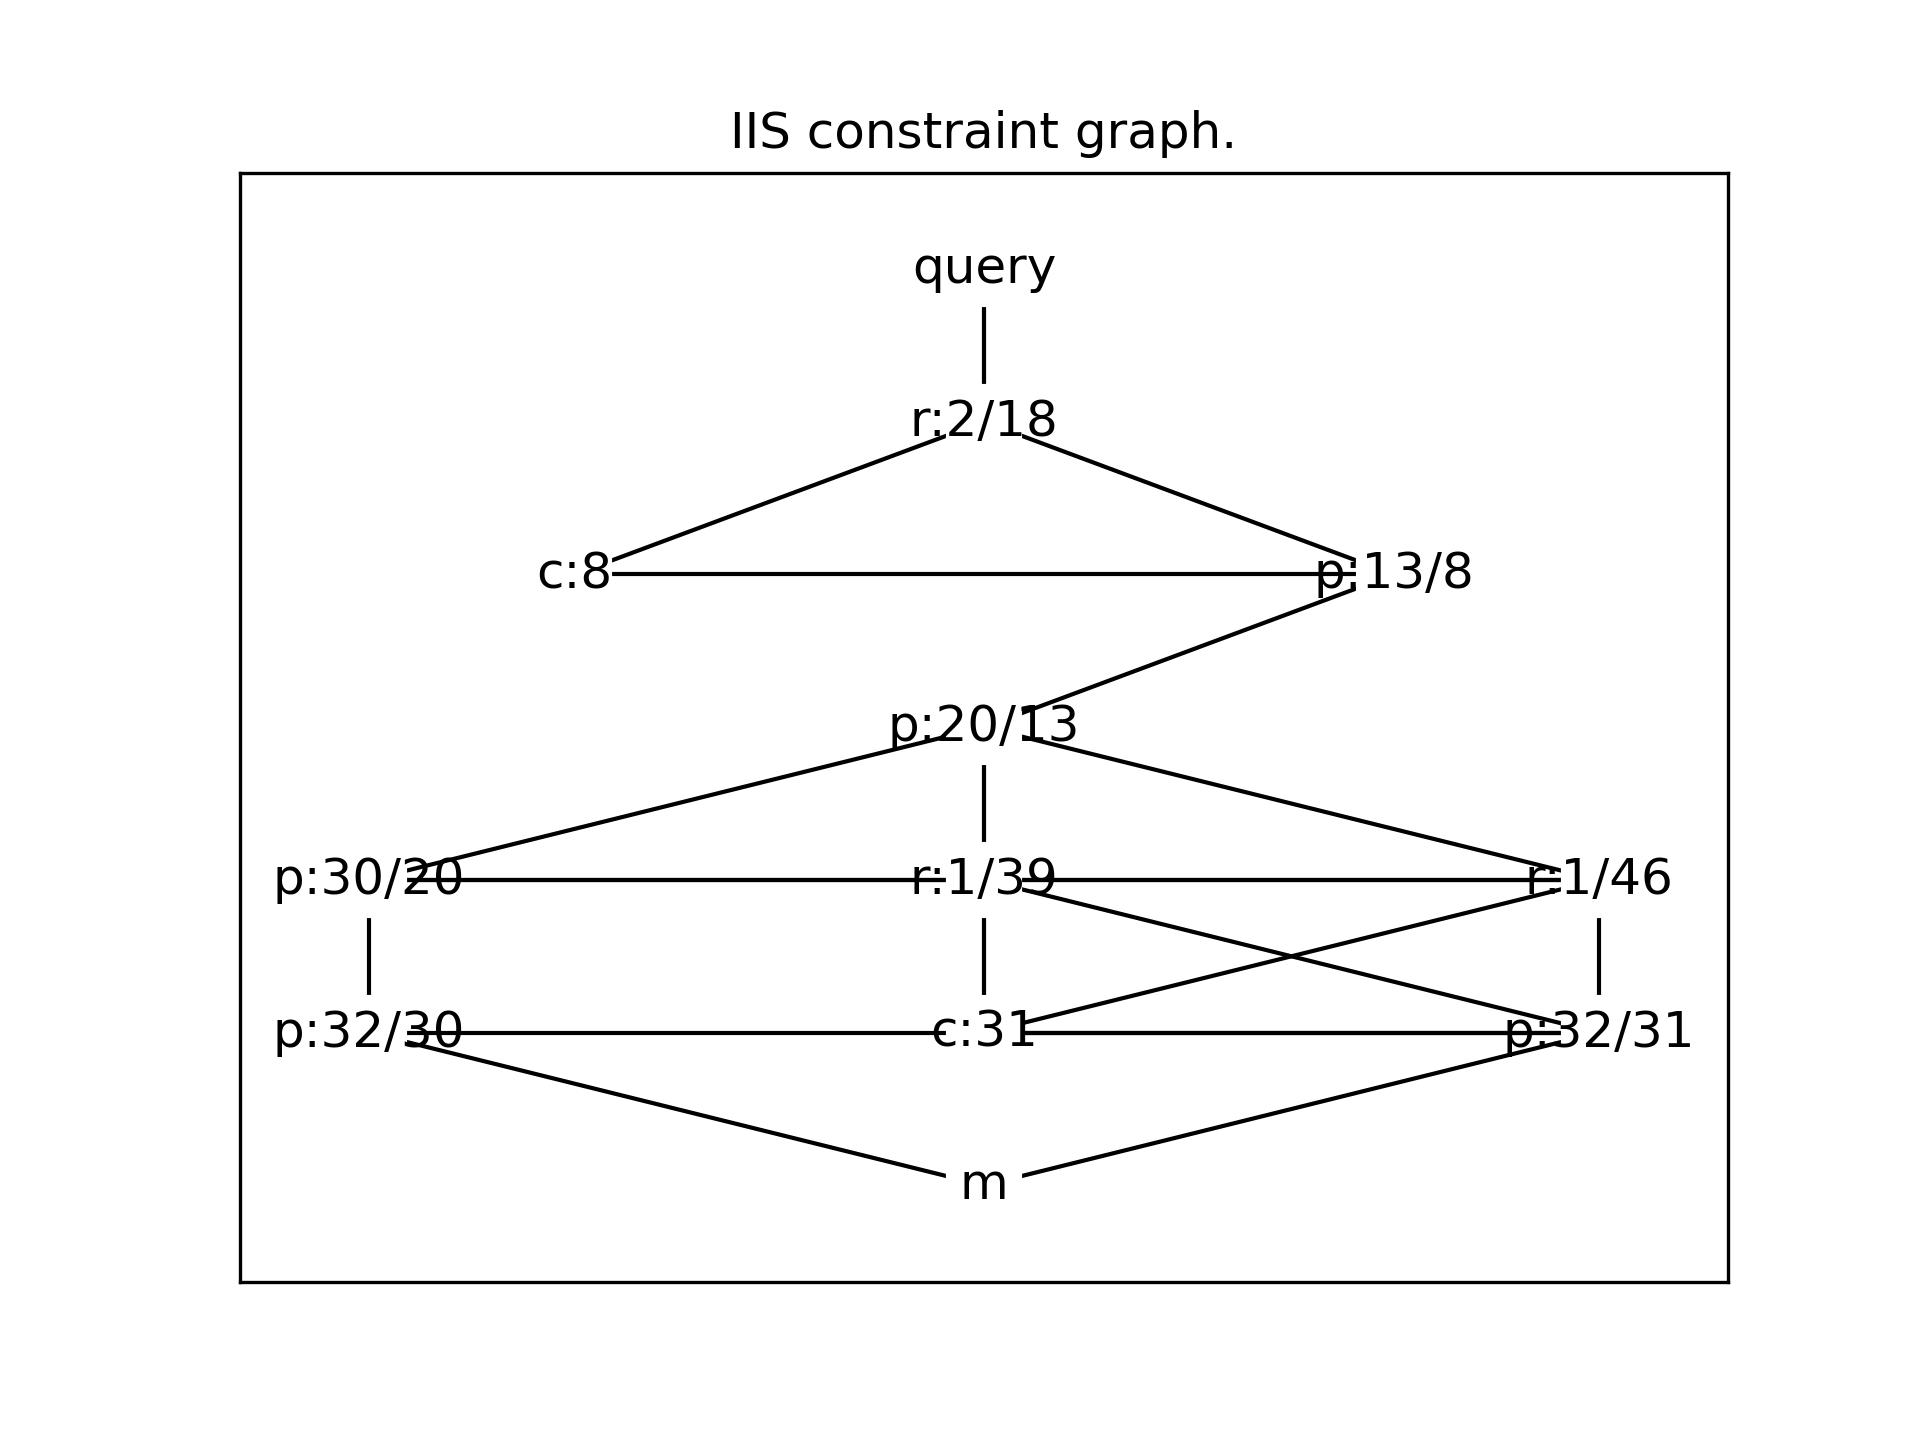 IIS constraint graph.
query
r:2/18
c:8 p:13/8
p:20/13
p:30/20 r:1/39 r:1/46
p:32/30 c:31 p:32/31
m